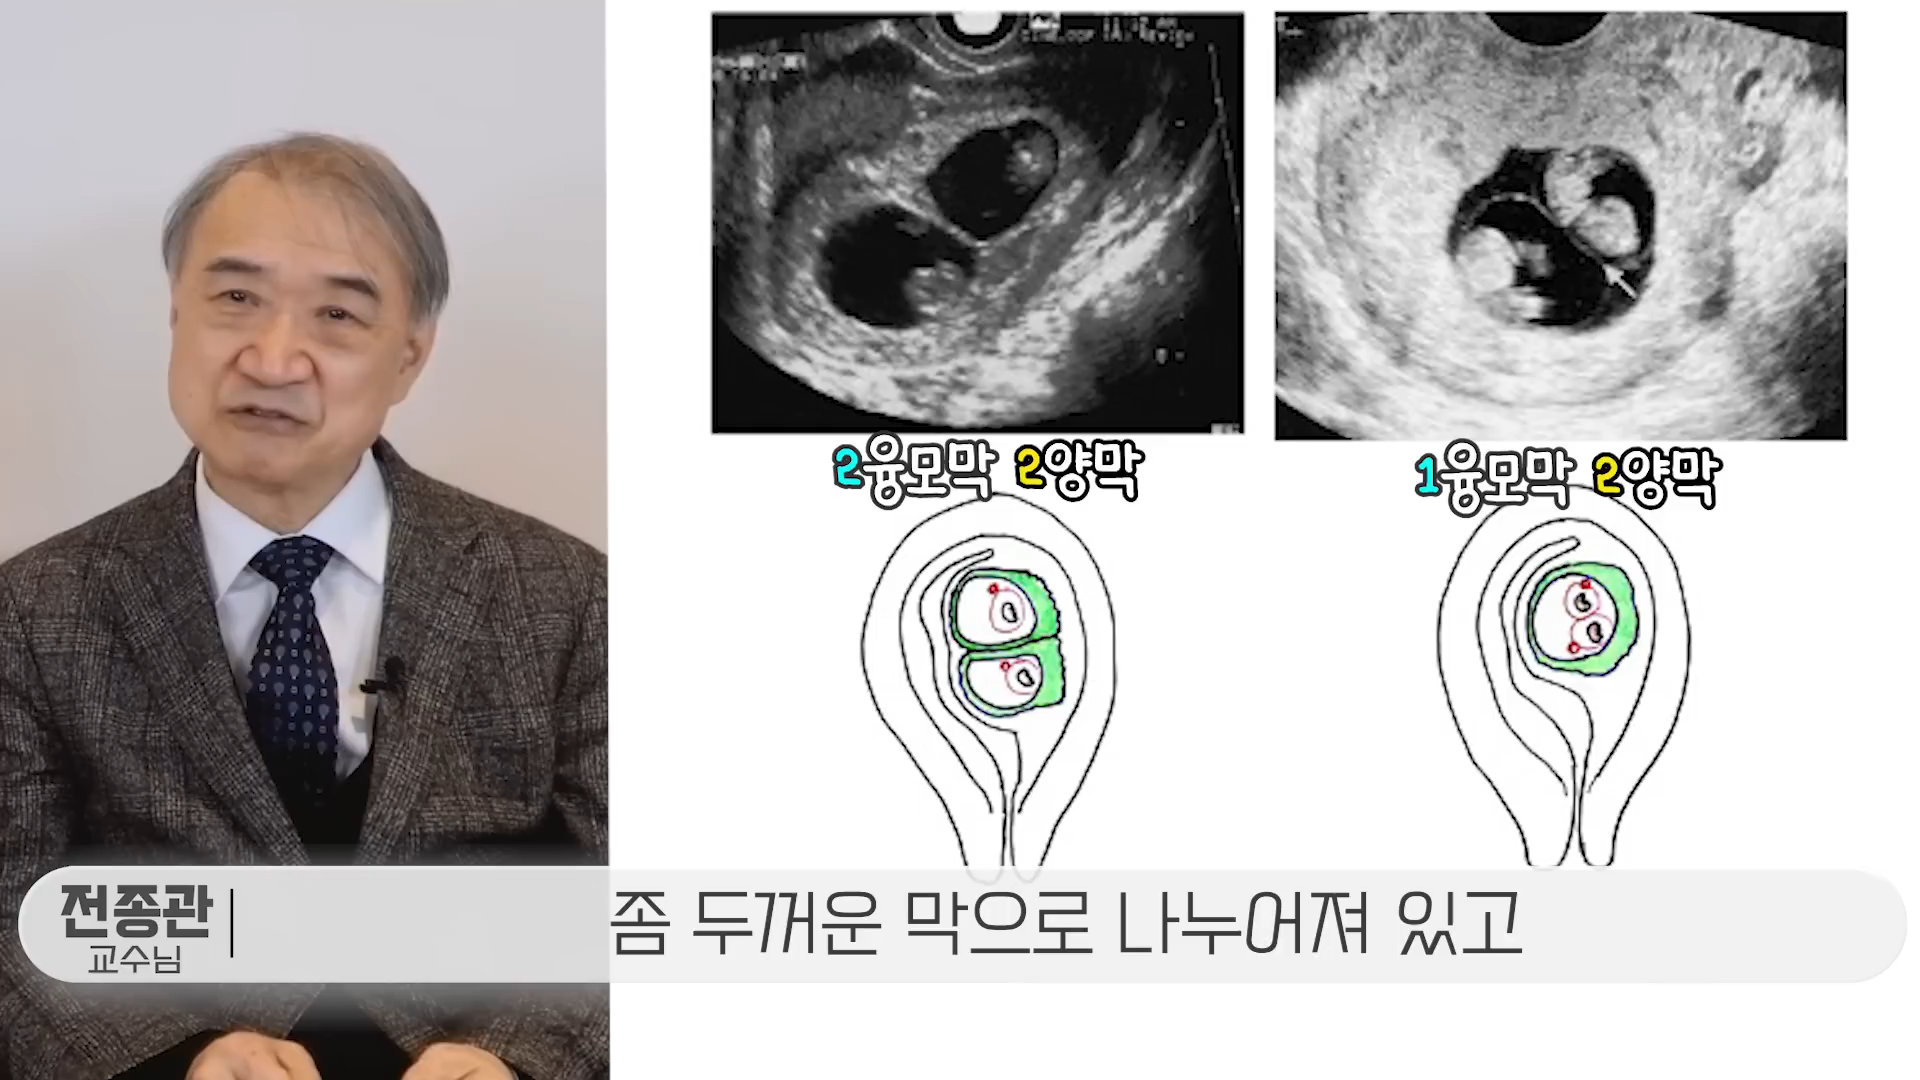 2융모막 2양막
1융모막 2양막
전종관
교수님
좀 두꺼운 막으로 나누어져 있고